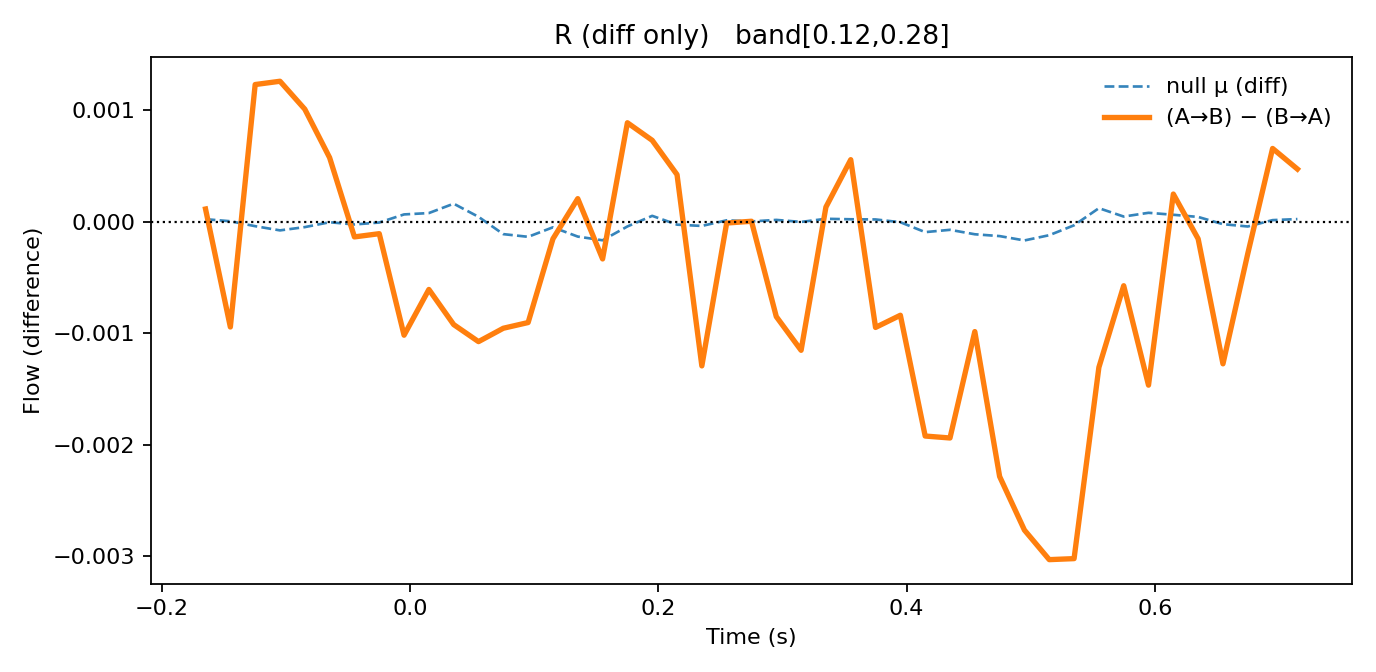 R (diff only)   band[0.12,0.28]
null μ (diff)
(A→B) − (B→A)
Flow (difference)
0.001
0.000
−0.001
−0.002
−0.003
−0.2
0.0
0.2
0.4
0.6
Time (s)